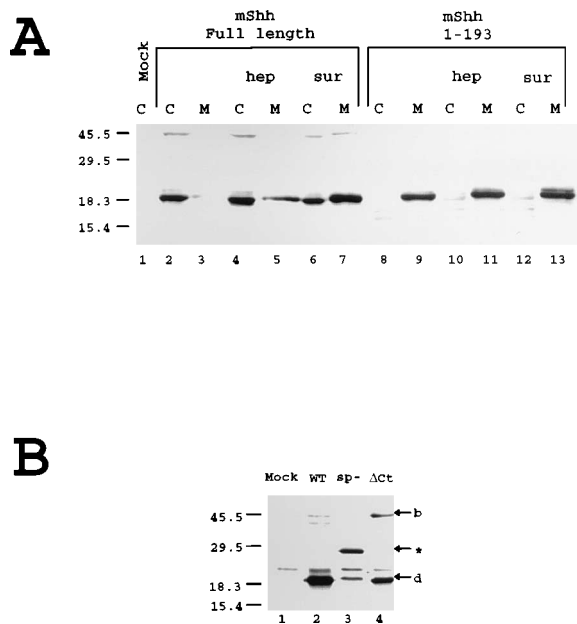 A
mShh
Full length
mShh
1-193
Mock
hep sur hep sur
C C M C M C M C M C M C M
45.5
29.5
18.3
15.4
1 2 3 4 5 6 7 8 9 10 11 12 13
B
Mock WT sp- ΔCt
45.5
29.5
18.3
15.4
b
*
d
1 2 3 4